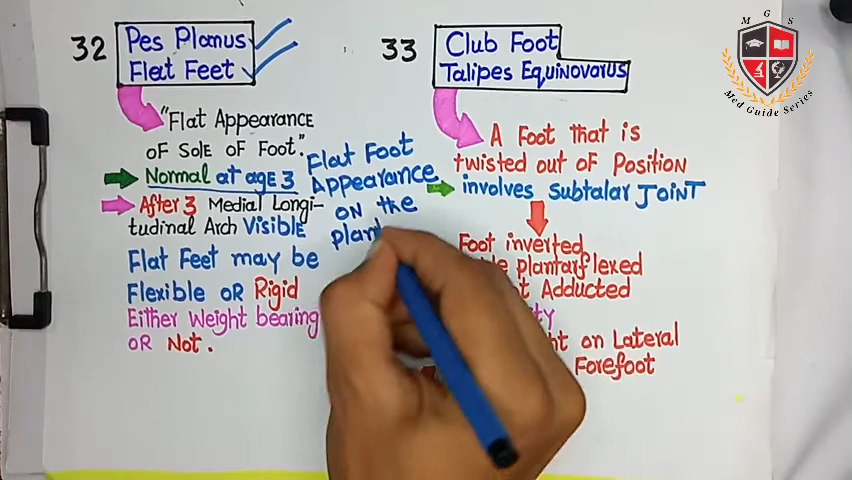 32 Pes Planus
Flat Feet
"Flat Appearance
of Sole of Foot".
Normal at age 3
After 3 Medial Longi-
tudinal Arch Visible
Flat Feet may be
Flexible or Rigid
Either Weight bearing
or Not.
Flat Foot
Appearance
on the
plant
33 Club Foot
Talipes Equinovarus
A Foot that is
twisted out of Position
involves Subtalar Joint
Foot inverted
plantarflexed
Adducted
on Lateral
Forefoot
M G S
Med Guide Series